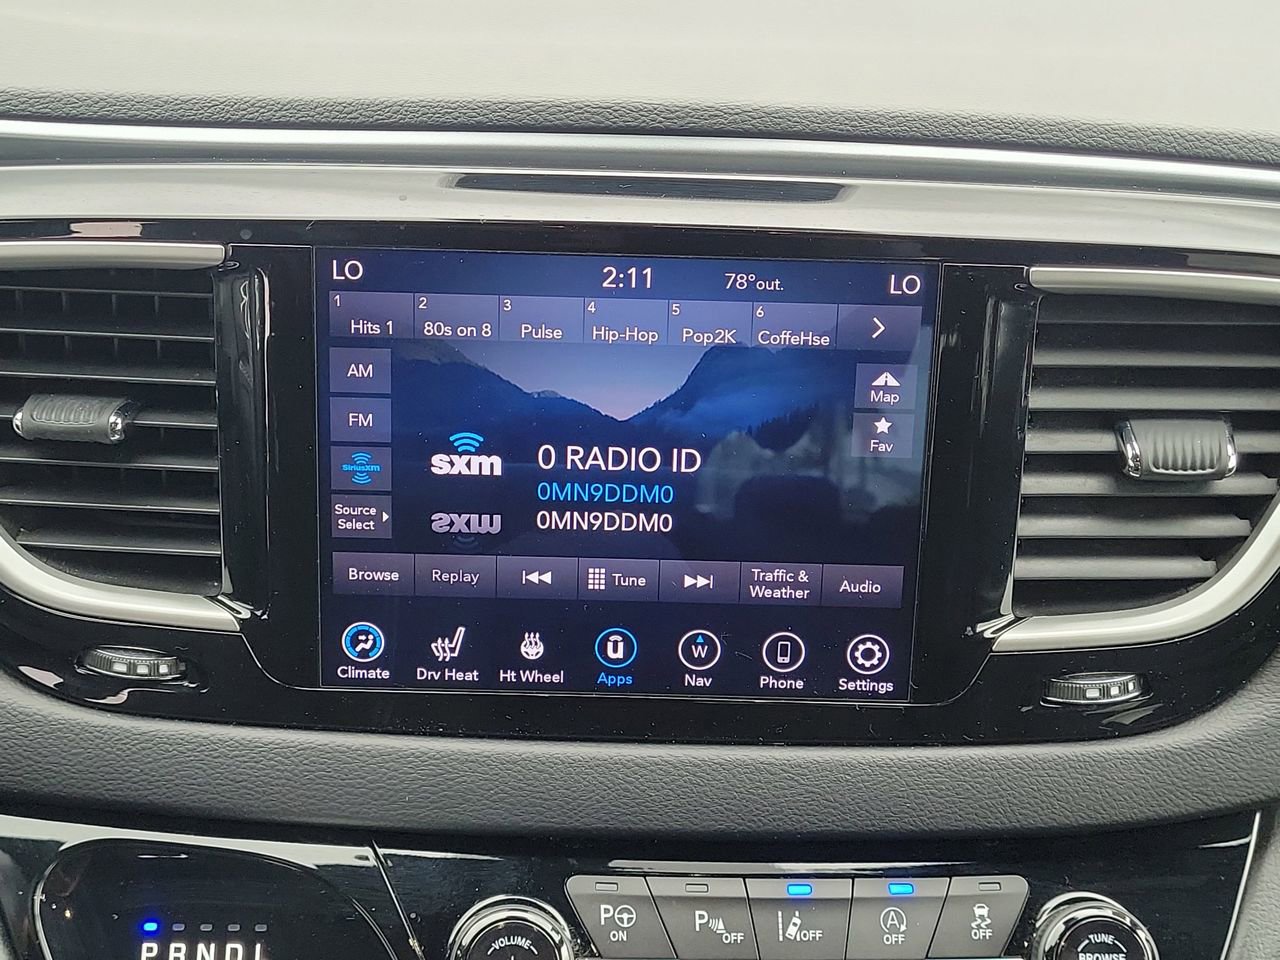 LO 2:11 78°out. LO
1 2 3 4 5 6
Hits 1 80s on 8 Pulse Hip-Hop Pop2K CoffeHse
AM
Map
FM
Fav
sxm
0 RADIO ID
SiriusXM
0MN9DDM0
0MN9DDM0
Source
Select
Browse Replay Tune Traffic &
Weather Audio
W
Climate Drv Heat Ht Wheel Apps Nav Phone Settings
P ON
P OFF
OFF
A OFF
OFF
VOLUME
TUNE
BROWSE
P R N D L